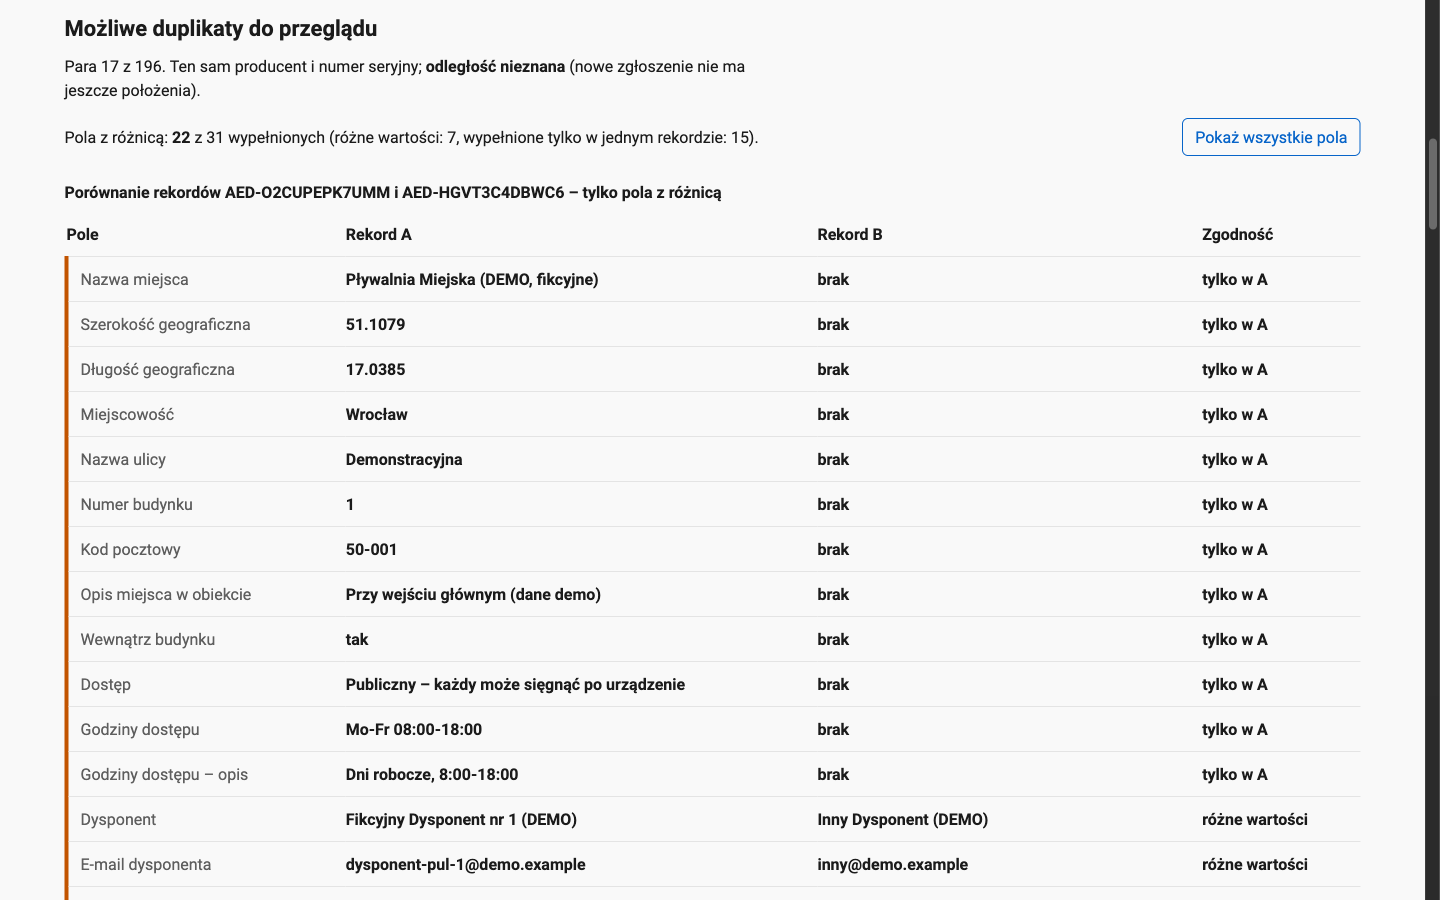 Możliwe duplikaty do przeglądu
Para 17 z 196. Ten sam producent i numer seryjny; odległość nieznana (nowe zgłoszenie nie ma
jeszcze położenia).
Pola z różnicą: 22 z 31 wypełnionych (różne wartości: 7, wypełnione tylko w jednym rekordzie: 15).
Pokaż wszystkie pola
Porównanie rekordów AED-O2CUPEPK7UMM i AED-HGVT3C4DBWC6 – tylko pola z różnicą
Pole Rekord A Rekord B Zgodność
Nazwa miejsca Pływalnia Miejska (DEMO, fikcyjne) brak tylko w A
Szerokość geograficzna 51.1079 brak tylko w A
Długość geograficzna 17.0385 brak tylko w A
Miejscowość Wrocław brak tylko w A
Nazwa ulicy Demonstracyjna brak tylko w A
Numer budynku 1 brak tylko w A
Kod pocztowy 50-001 brak tylko w A
Opis miejsca w obiekcie Przy wejściu głównym (dane demo) brak tylko w A
Wewnątrz budynku tak brak tylko w A
Dostęp Publiczny – każdy może sięgnąć po urządzenie brak tylko w A
Godziny dostępu Mo-Fr 08:00-18:00 brak tylko w A
Godziny dostępu – opis Dni robocze, 8:00-18:00 brak tylko w A
Dysponent Fikcyjny Dysponent nr 1 (DEMO) Inny Dysponent (DEMO) różne wartości
E-mail dysponenta dysponent-pul-1@demo.example inny@demo.example różne wartości